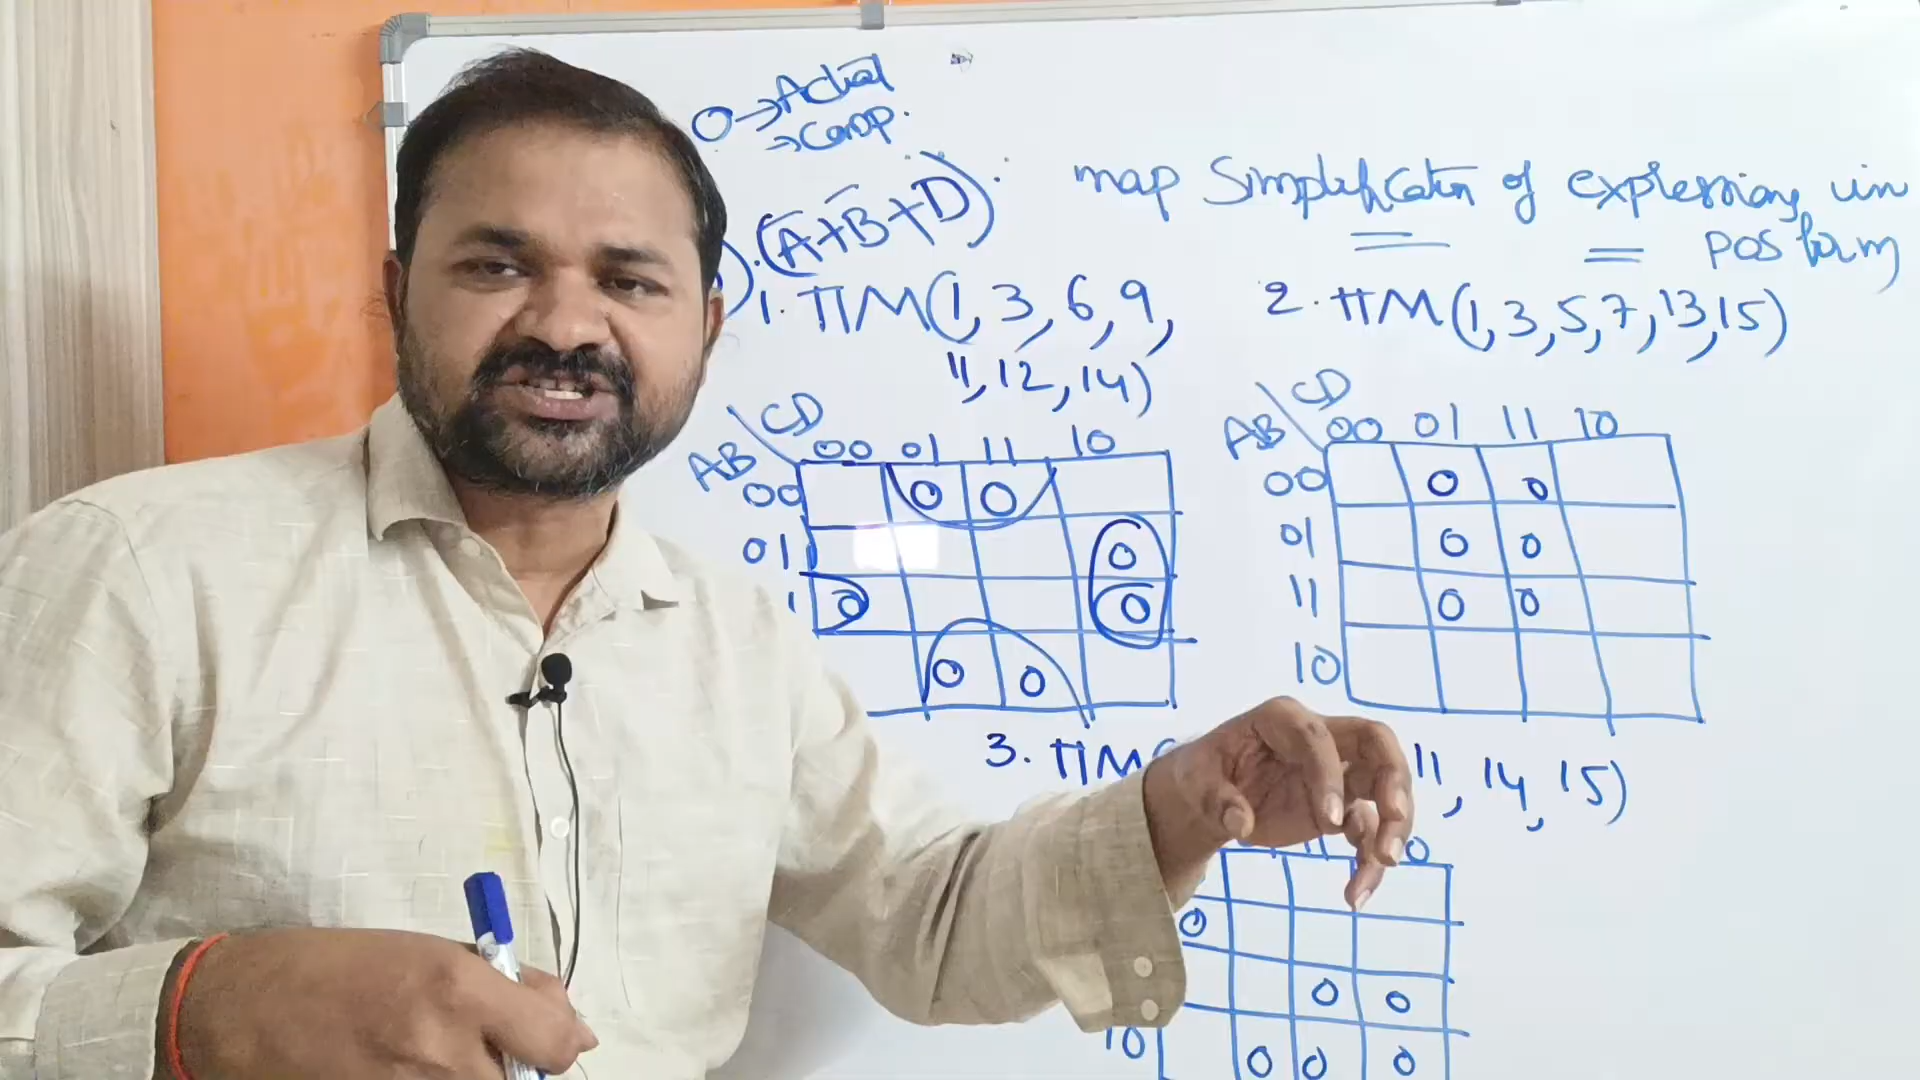 0→Actual
→Comp.
map Simplification of expressions in
POS form
).(A̅+B̅+D)
1. ΠM(1, 3, 6, 9,
11, 12, 14)
2. ΠM(1, 3, 5, 7, 13, 15)
CD
AB 00 01 11 10
00 0 0
01 0
1 0 0
0 0
CD
AB 00 01 11 10
00 0 0
01 0 0
11 0 0
10
3. ΠM(
11, 14, 15)
0
0
0 0
10 0 0 0